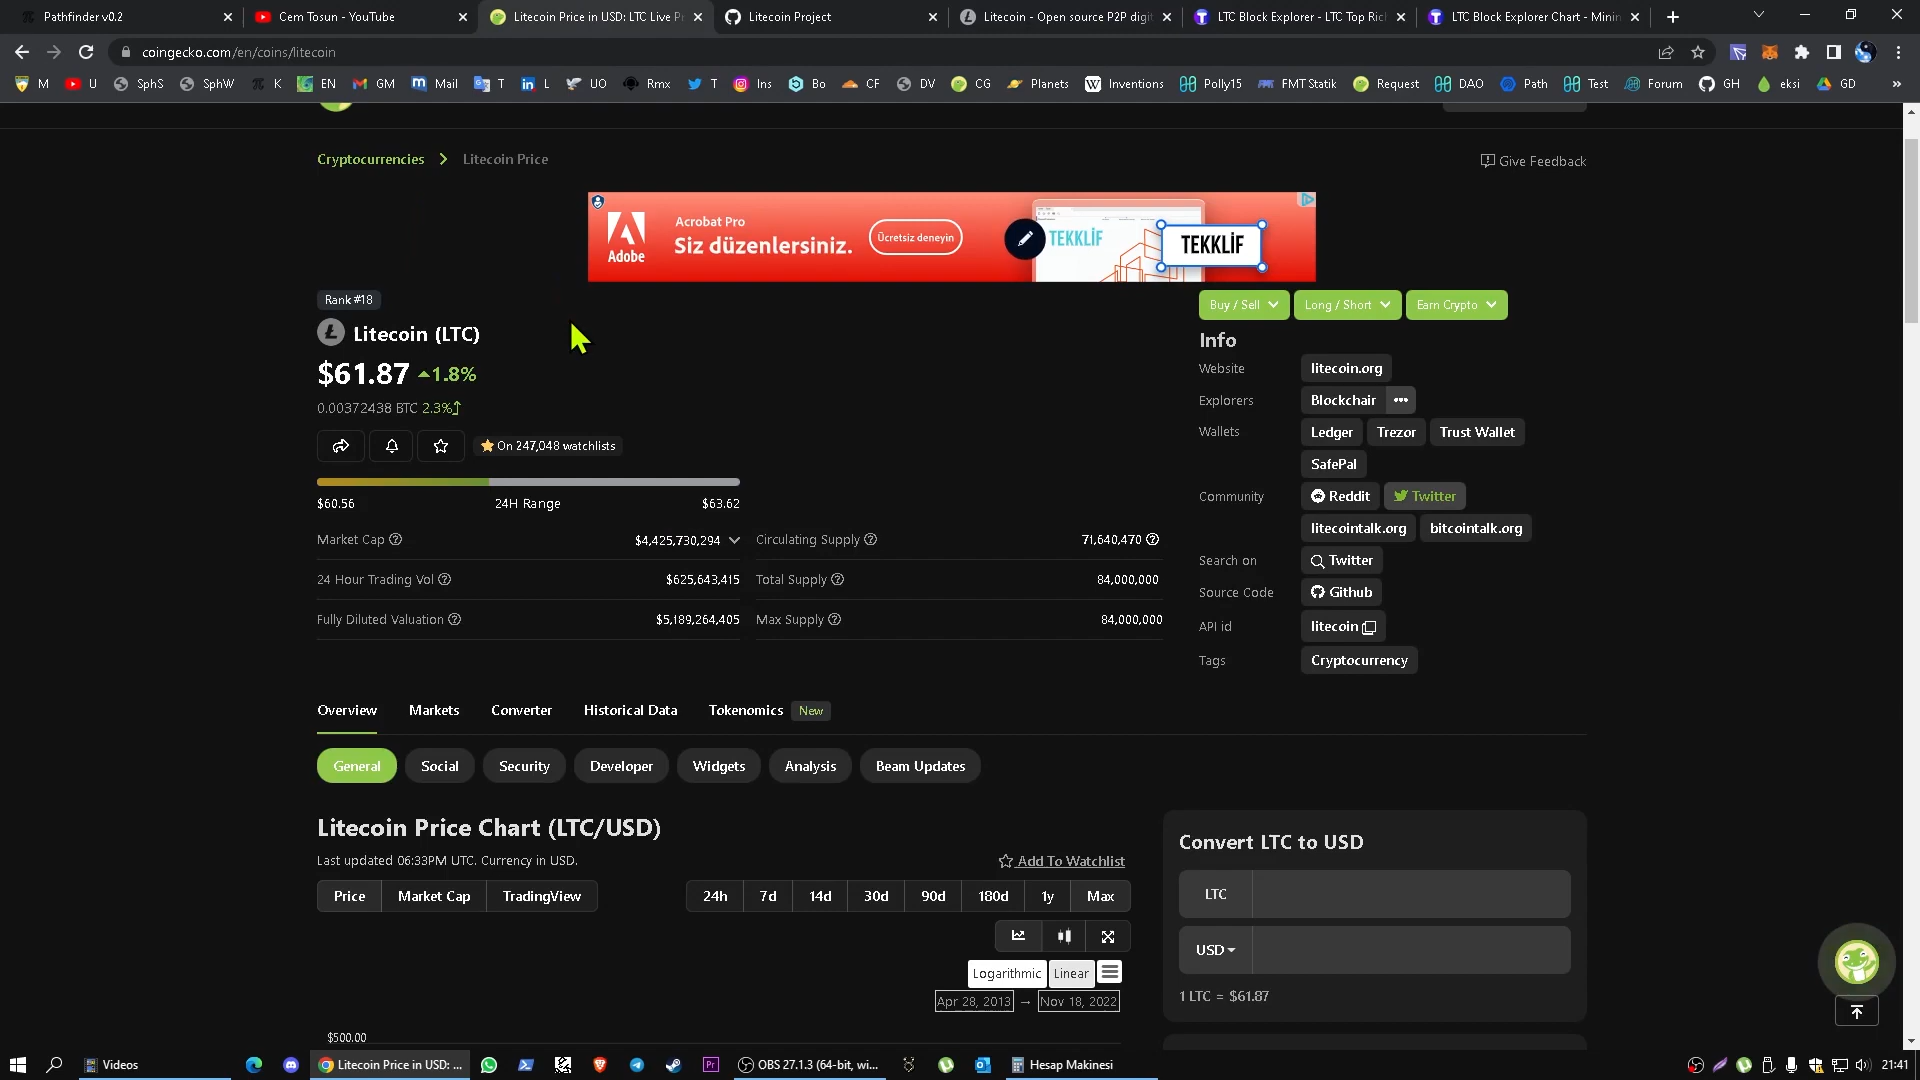 Pathfinder v0.2
Cem Tosun - YouTube
Litecoin Price in USD: LTC Live Pr
Litecoin Project
Litecoin - Open source P2P digit
LTC Block Explorer - LTC Top Ric
LTC Block Explorer Chart - Minin
coingecko.com/en/coins/litecoin
M
U
SphS
SphW
K
EN
GM
Mail
T
L
UO
Rmx
T
Ins
Bo
CF
DV
CG
Planets
Inventions
Polly15
FMT Statik
Request
DAO
Path
Test
Forum
GH
eksi
GD
»
Cryptocurrencies
Litecoin Price
Give Feedback
Adobe
Acrobat Pro
Siz düzenlersiniz.
Ücretsiz deneyin
TEKKLİF
TEKKLİF
Rank #18
Litecoin (LTC)
$61.87 1.8%
0.00372438 BTC 2.3%
On 247,048 watchlists
$60.56
24H Range
$63.62
Market Cap
$4,425,730,294
24 Hour Trading Vol
$625,643,415
Fully Diluted Valuation
$5,189,264,405
Circulating Supply
71,640,470
Total Supply
84,000,000
Max Supply
84,000,000
Buy / Sell
Long / Short
Earn Crypto
Info
Website
litecoin.org
Explorers
Blockchair
•••
Wallets
Ledger
Trezor
Trust Wallet
SafePal
Community
Reddit
Twitter
litecointalk.org
bitcointalk.org
Search on
Twitter
Source Code
Github
API id
litecoin
Tags
Cryptocurrency
Overview
Markets
Converter
Historical Data
Tokenomics
New
General
Social
Security
Developer
Widgets
Analysis
Beam Updates
Litecoin Price Chart (LTC/USD)
Last updated 06:33PM UTC. Currency in USD.
Add To Watchlist
Price
Market Cap
TradingView
24h
7d
14d
30d
90d
180d
1y
Max
Logarithmic
Linear
Apr 28, 2013 → Nov 18, 2022
$500.00
Convert LTC to USD
LTC
USD
1 LTC = $61.87
Videos
Litecoin Price in USD: ...
OBS 27.1.3 (64-bit, wi...
Hesap Makinesi
21:41